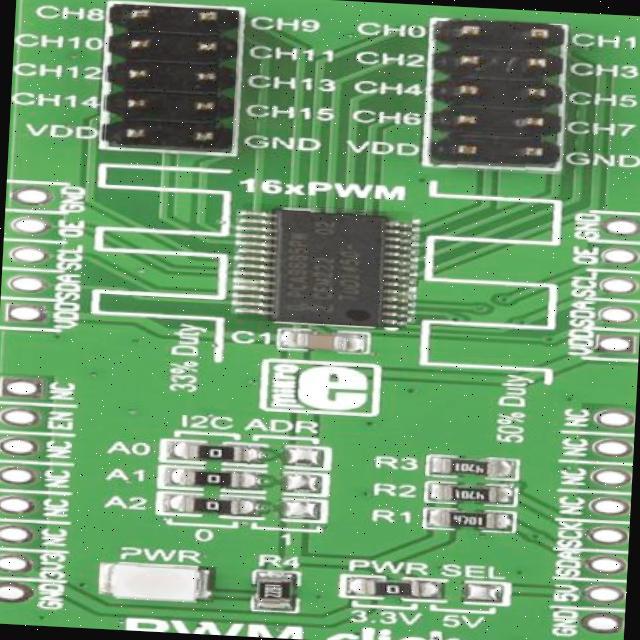 CH8 CH9 CH0 CH1
CH10 CH11 CH2 CH3
CH12 CH13 CH4 CH5
CH14 CH15 CH6 CH7
VDD GND VDD GND
16xPWM
GND
OE
SCL
SDA
VDD
GND
OE
SCL
SDA
VDD
33% Duty
C1
mikro
e
50% Duty
I2C ADR
A0
A1
A2
0 1
R3
R2
R1
NC
EN
NC
NC
NC
NC
3V3
GND
NC
NC
NC
NC
SCK
SDA
5V
GND
PWR
R4
PWR SEL
3.3V 5V
PWM click